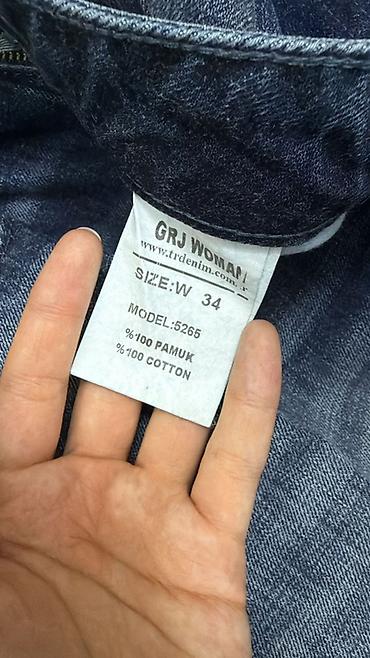 GRJ WOMAN
www.trdenim.com.tr
SIZE:W 34
MODEL:5265
%100 PAMUK
%100 COTTON